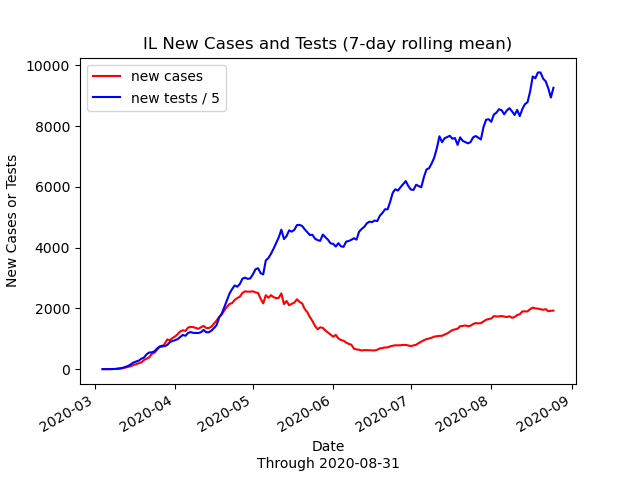 IL New Cases and Tests (7-day rolling mean)
new cases
new tests / 5
New Cases or Tests
10000
8000
6000
4000
2000
0
2020-03
2020-04
2020-05
2020-06
2020-07
2020-08
2020-09
Date
Through 2020-08-31